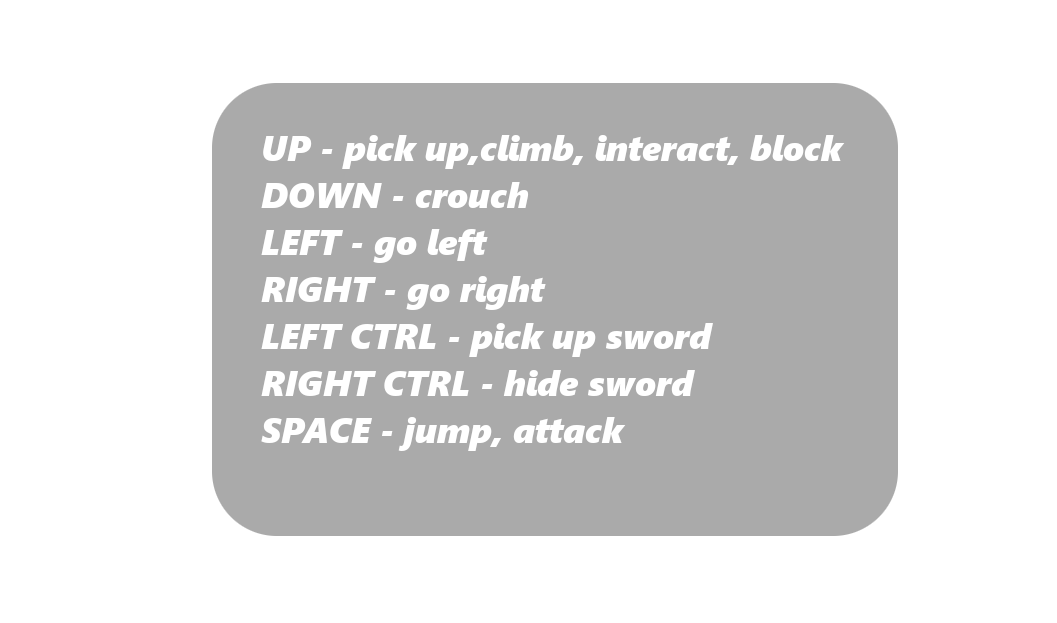 UP - pick up,climb, interact, block
DOWN - crouch
LEFT - go left
RIGHT - go right
LEFT CTRL - pick up sword
RIGHT CTRL - hide sword
SPACE - jump, attack